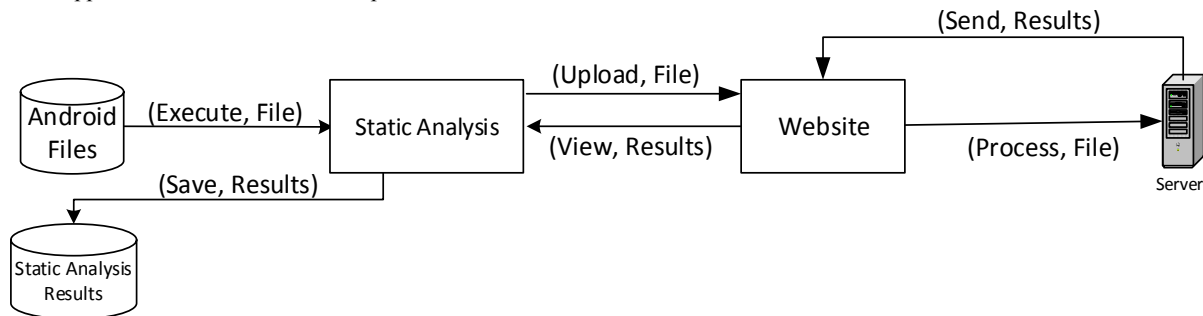 (Send, Results)
(Upload, File)
Android
Files
(Execute, File)
Static Analysis
Website
(View, Results)
(Process, File)
Server
(Save, Results)
Static Analysis
Results